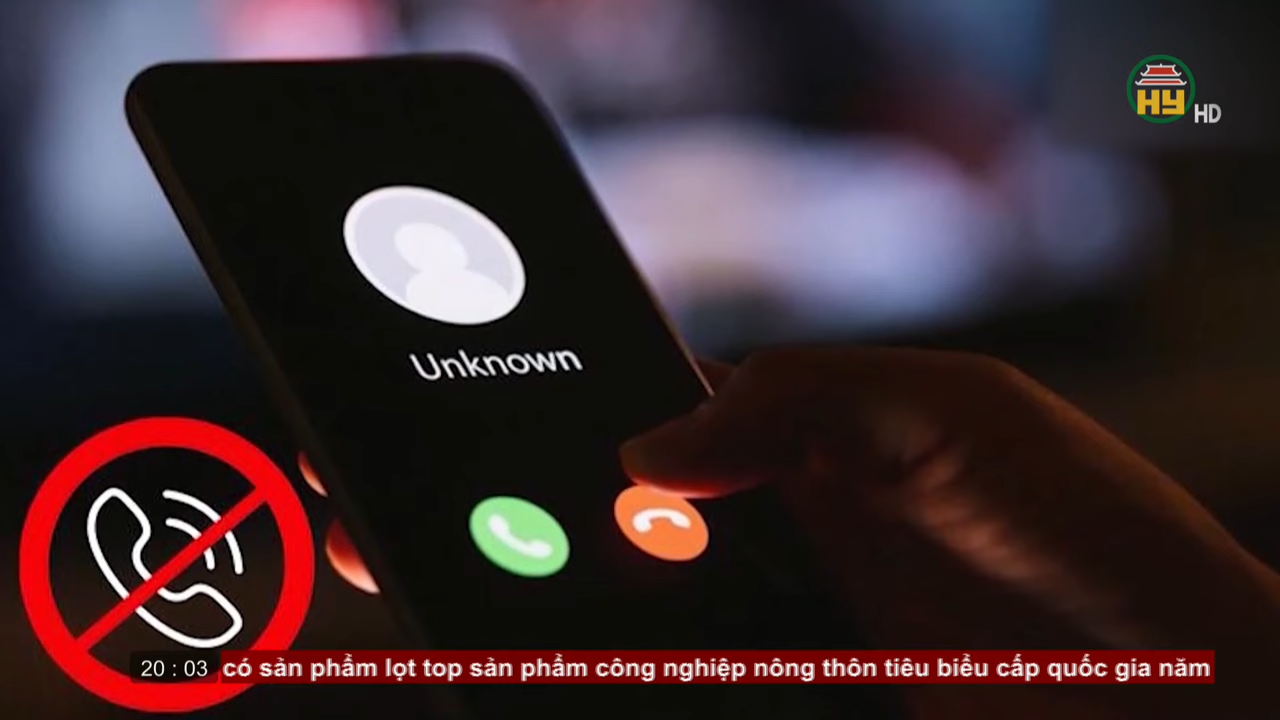 HY HD
Unknown
20 : 03 có sản phẩm lọt top sản phẩm công nghiệp nông thôn tiêu biểu cấp quốc gia năm